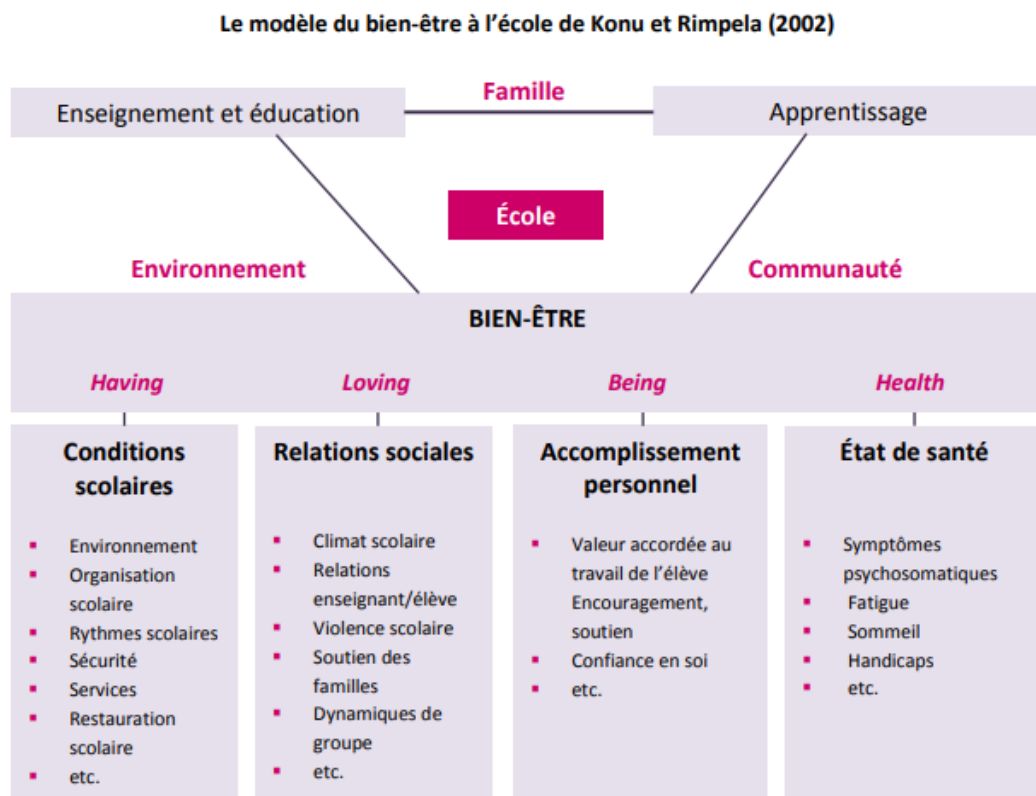 Le modèle du bien-être à l'école de Konu et Rimpela (2002)
Famille
Enseignement et éducation
Apprentissage
École
Environnement
Communauté
BIEN-ÊTRE
Having
Loving
Being
Health
Conditions
scolaires
▪ Environnement
▪ Organisation
scolaire
▪ Rythmes scolaires
▪ Sécurité
▪ Services
▪ Restauration
scolaire
▪ etc.
Relations sociales
▪ Climat scolaire
▪ Relations
enseignant/élève
▪ Violence scolaire
▪ Soutien des
familles
▪ Dynamiques de
groupe
▪ etc.
Accomplissement
personnel
▪ Valeur accordée au
travail de l'élève
Encouragement,
soutien
▪ Confiance en soi
▪ etc.
État de santé
▪ Symptômes
psychosomatiques
▪ Fatigue
▪ Sommeil
▪ Handicaps
▪ etc.